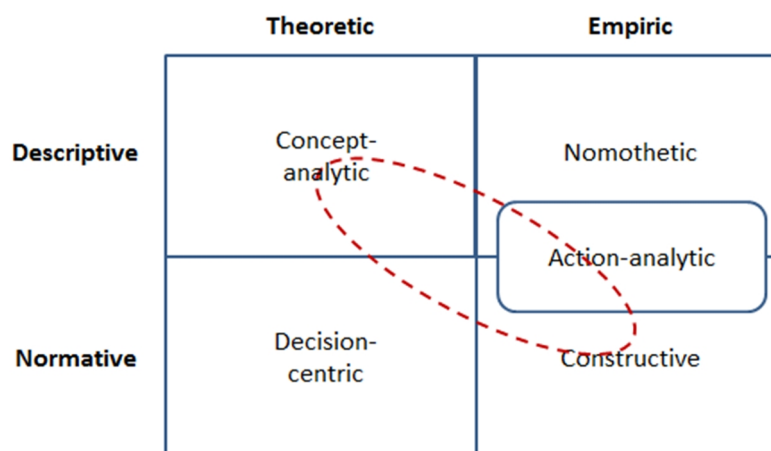 Theoretic
Empiric
Descriptive
Concept-
analytic
Nomothetic
Action-analytic
Normative
Decision-
centric
Constructive